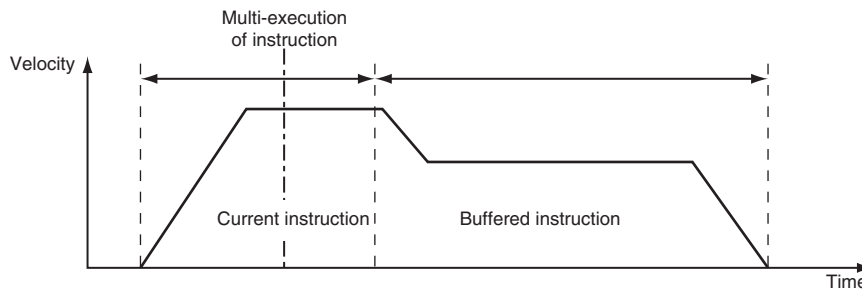 Multi-execution
of instruction
Velocity
Current instruction
Buffered instruction
Time